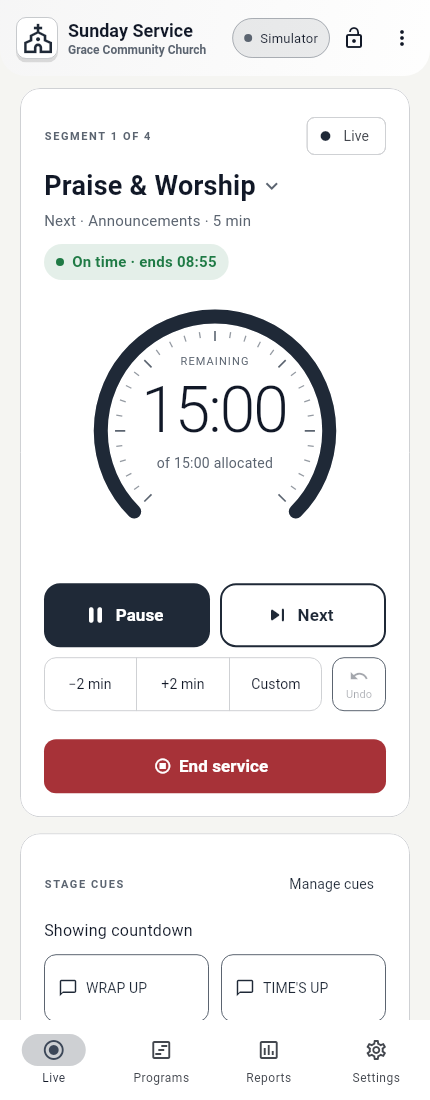 Sunday Service
Grace Community Church
Simulator
SEGMENT 1 OF 4
Live
Praise & Worship
Next · Announcements · 5 min
On time · ends 08:55
REMAINING
15:00
of 15:00 allocated
Pause
Next
−2 min
+2 min
Custom
Undo
End service
STAGE CUES
Manage cues
Showing countdown
WRAP UP
TIME'S UP
Live
Programs
Reports
Settings